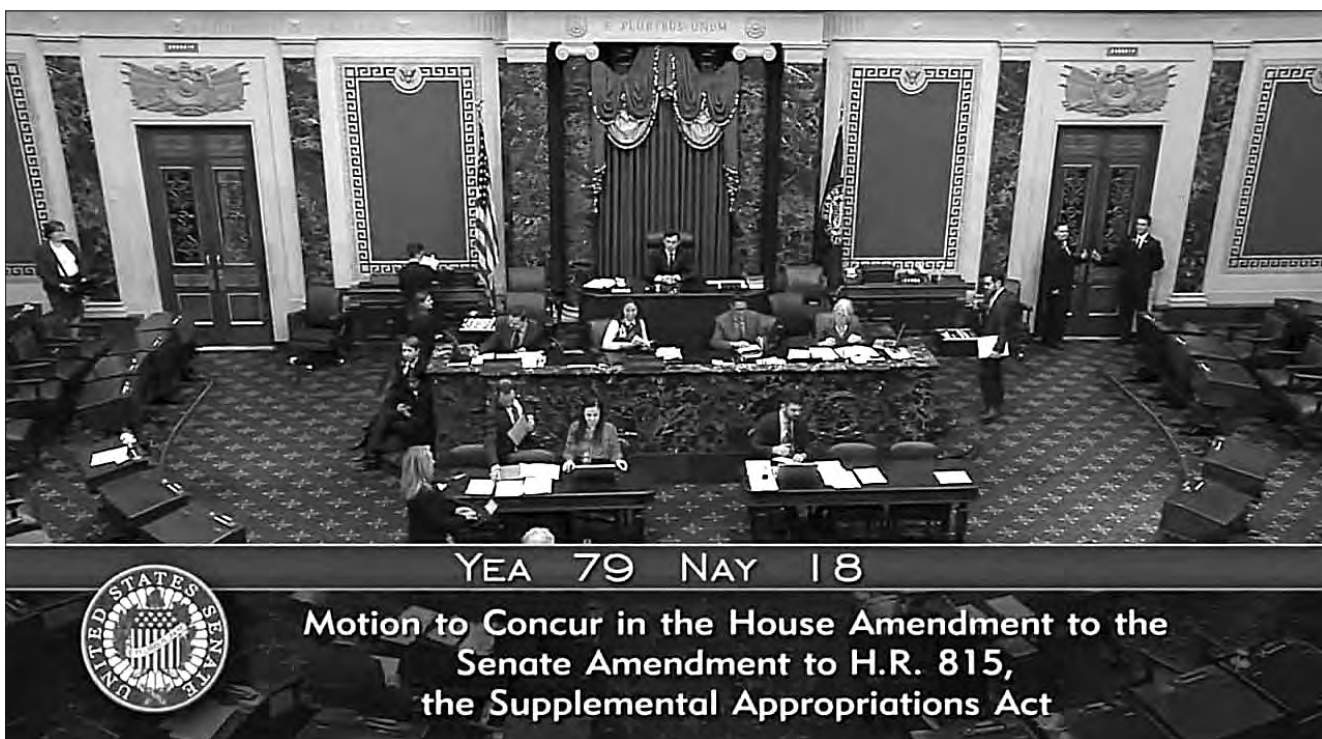 E PLURIBUS UNUM
YEA 79 NAY 18
UNITED STATES SENATE
Motion to Concur in the House Amendment to the
Senate Amendment to H.R. 815,
the Supplemental Appropriations Act